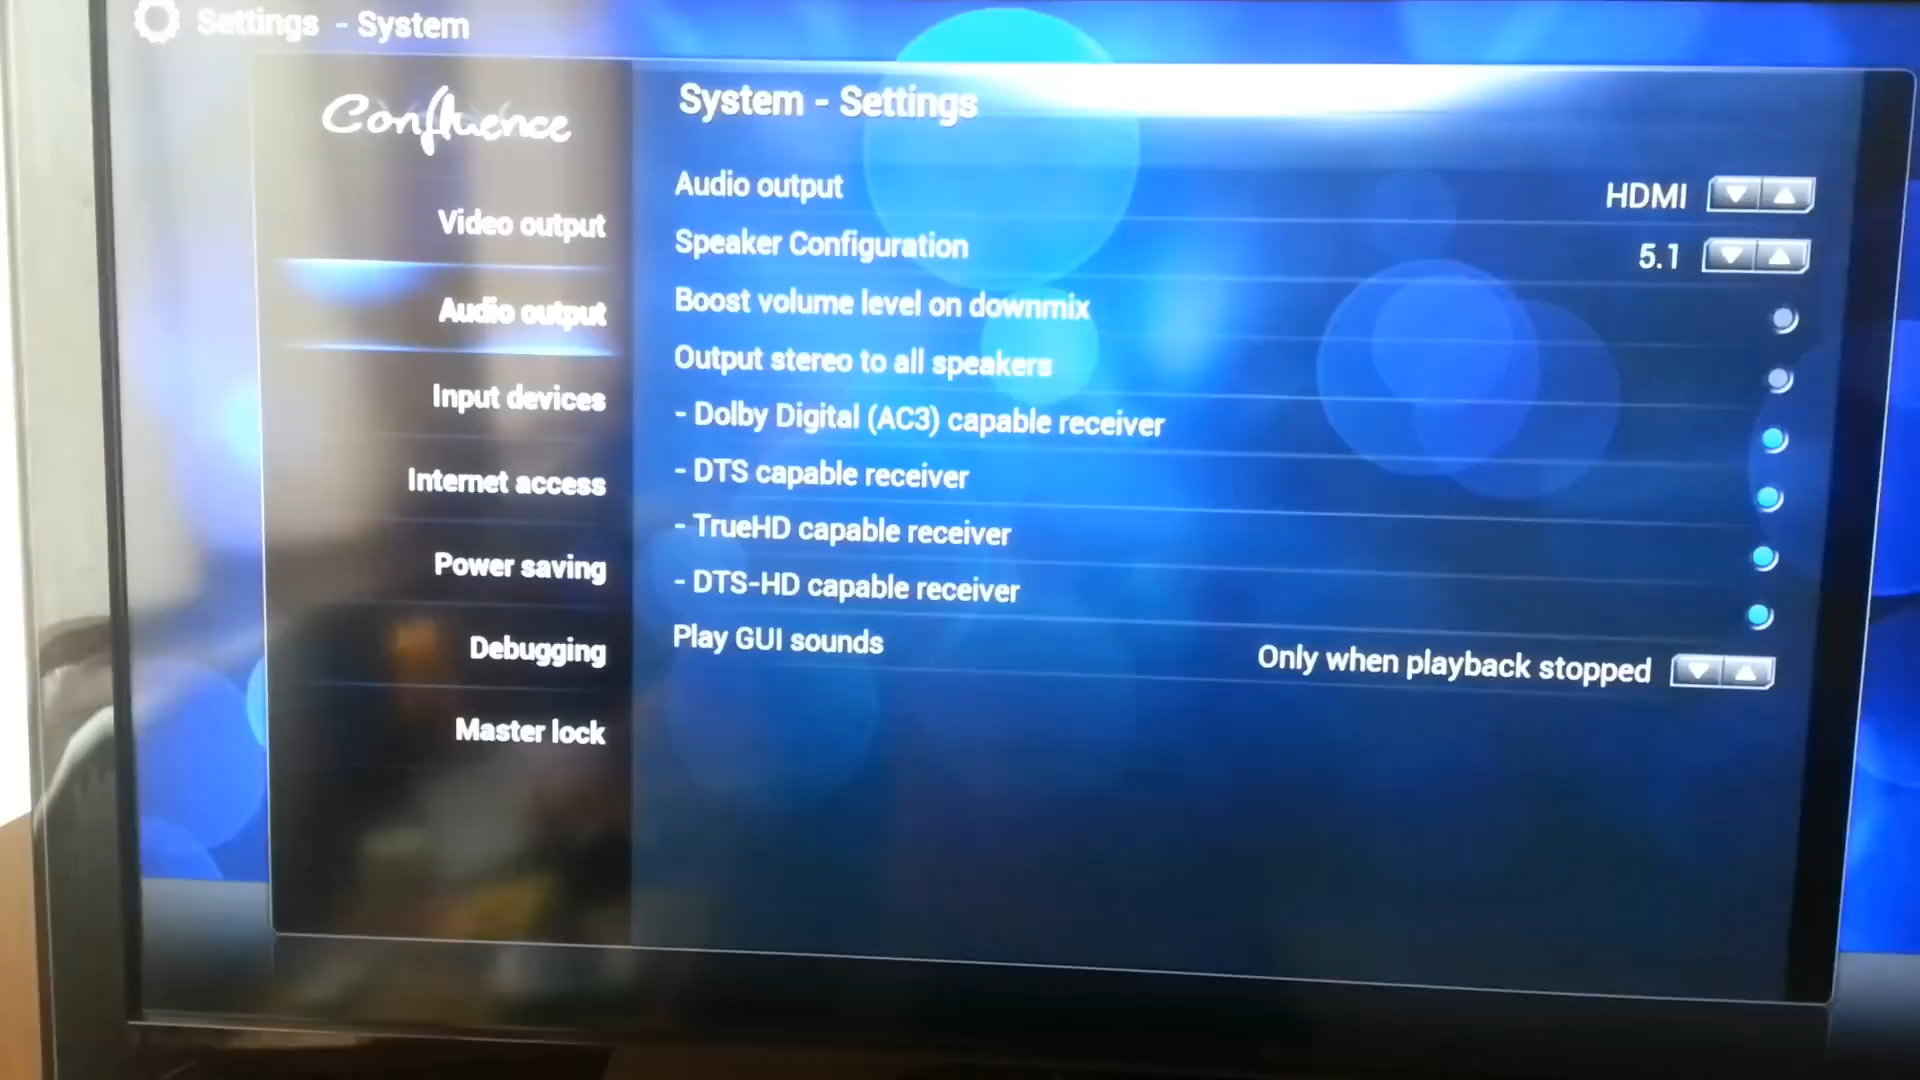 Settings - System
Confluence
Video output
Audio output
Input devices
Internet access
Power saving
Debugging
Master lock
System - Settings
Audio output HDMI
Speaker Configuration 5.1
Boost volume level on downmix
Output stereo to all speakers
- Dolby Digital (AC3) capable receiver
- DTS capable receiver
- TrueHD capable receiver
- DTS-HD capable receiver
Play GUI sounds Only when playback stopped